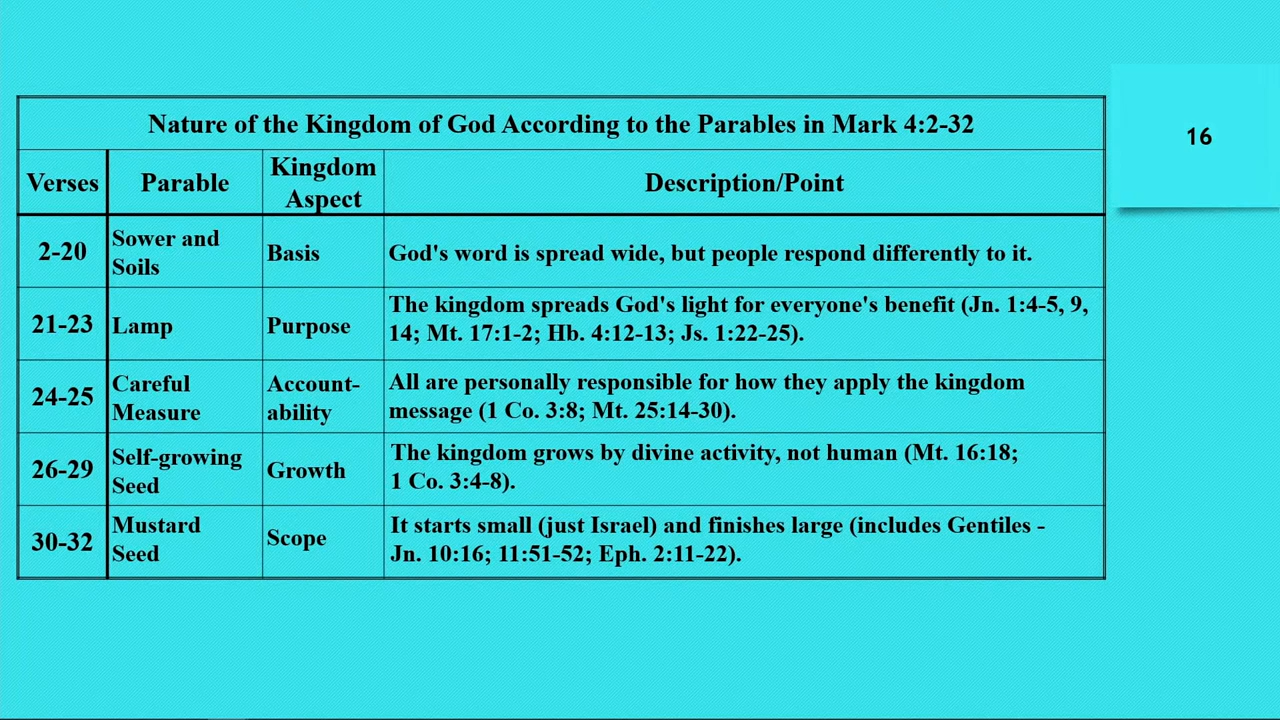 Nature of the Kingdom of God According to the Parables in Mark 4:2-32
16
Verses
Parable
Kingdom
Aspect
Description/Point
2-20
Sower and
Soils
Basis
God's word is spread wide, but people respond differently to it.
21-23
Lamp
Purpose
The kingdom spreads God's light for everyone's benefit (Jn. 1:4-5, 9,
14; Mt. 17:1-2; Hb. 4:12-13; Js. 1:22-25).
24-25
Careful
Measure
Account-
ability
All are personally responsible for how they apply the kingdom
message (1 Co. 3:8; Mt. 25:14-30).
26-29
Self-growing
Seed
Growth
The kingdom grows by divine activity, not human (Mt. 16:18;
1 Co. 3:4-8).
30-32
Mustard
Seed
Scope
It starts small (just Israel) and finishes large (includes Gentiles -
Jn. 10:16; 11:51-52; Eph. 2:11-22).